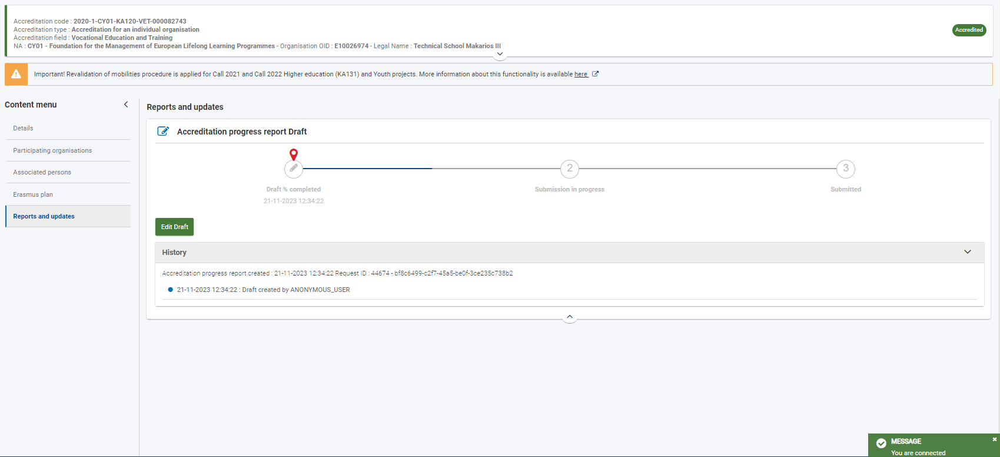 Accreditation code : 2020-1-CY01-KA120-VET-000082743
Accreditation type : Accreditation for an individual organisation
Accreditation field : Vocational Education and Training
NA : CY01 - Foundation for the Management of European Lifelong Learning Programmes - Organisation OID : E10026974 - Legal Name : Technical School Makarios III
Accredited
Important! Revalidation of mobilities procedure is applied for Call 2021 and Call 2022 Higher education (KA131) and Youth projects. More information about this functionality is available here
Content menu
Details
Participating organisations
Associated persons
Erasmus plan
Reports and updates
Reports and updates
Accreditation progress report Draft
2
3
Draft % completed
Submission in progress
Submitted
21-11-2023 12:34:22
Edit Draft
History
Accreditation progress report created : 21-11-2023 12:34:22 Request ID : 44674 - bf8c6499-c2f7-45a5-be0f-3ce235c738b2
21-11-2023 12:34:22 : Draft created by ANONYMOUS_USER
MESSAGE
You are connected